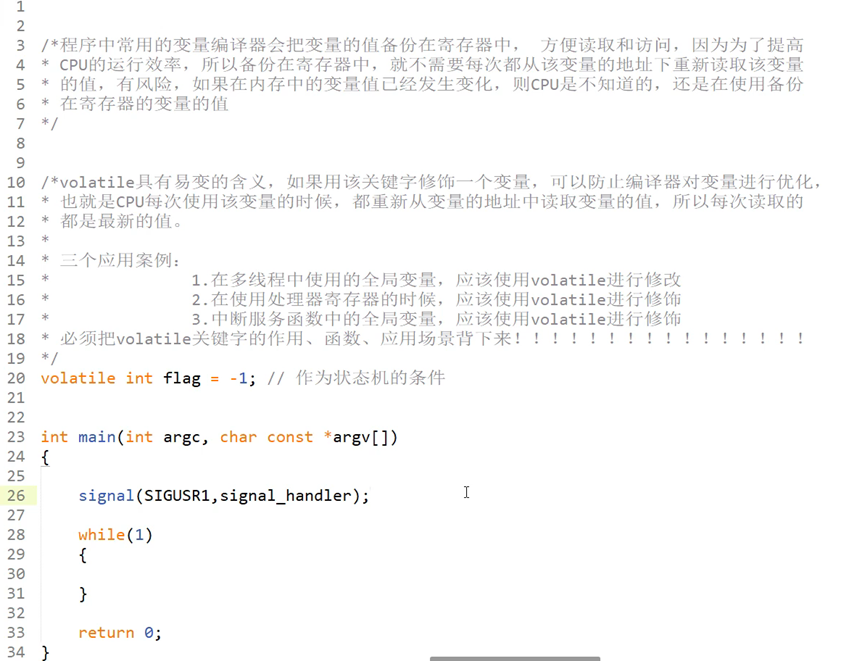 1
2
3 /*程序中常用的变量编译器会把变量的值备份在寄存器中， 方便读取和访问，因为为了提高
4 * CPU的运行效率，所以备份在寄存器中，就不需要每次都从该变量的地址下重新读取该变量
5 * 的值，有风险，如果在内存中的变量值已经发生变化，则CPU是不知道的，还是在使用备份
6 * 在寄存器的变量的值
7 */
8
9
10 /*volatile具有易变的含义，如果用该关键字修饰一个变量，可以防止编译器对变量进行优化，
11 * 也就是CPU每次使用该变量的时候，都重新从变量的地址中读取变量的值，所以每次读取的
12 * 都是最新的值。
13 *
14 * 三个应用案例：
15 *               1.在多线程中使用的全局变量，应该使用volatile进行修改
16 *               2.在使用处理器寄存器的时候，应该使用volatile进行修饰
17 *               3.中断服务函数中的全局变量，应该使用volatile进行修饰
18 * 必须把volatile关键字的作用、函数、应用场景背下来！！！！！！！！！！！！！！！！
19 */
20 volatile int flag = -1; // 作为状态机的条件
21
22
23 int main(int argc, char const *argv[])
24 {
25
26     signal(SIGUSR1,signal_handler);
27
28     while(1)
29     {
30
31     }
32
33     return 0;
34 }